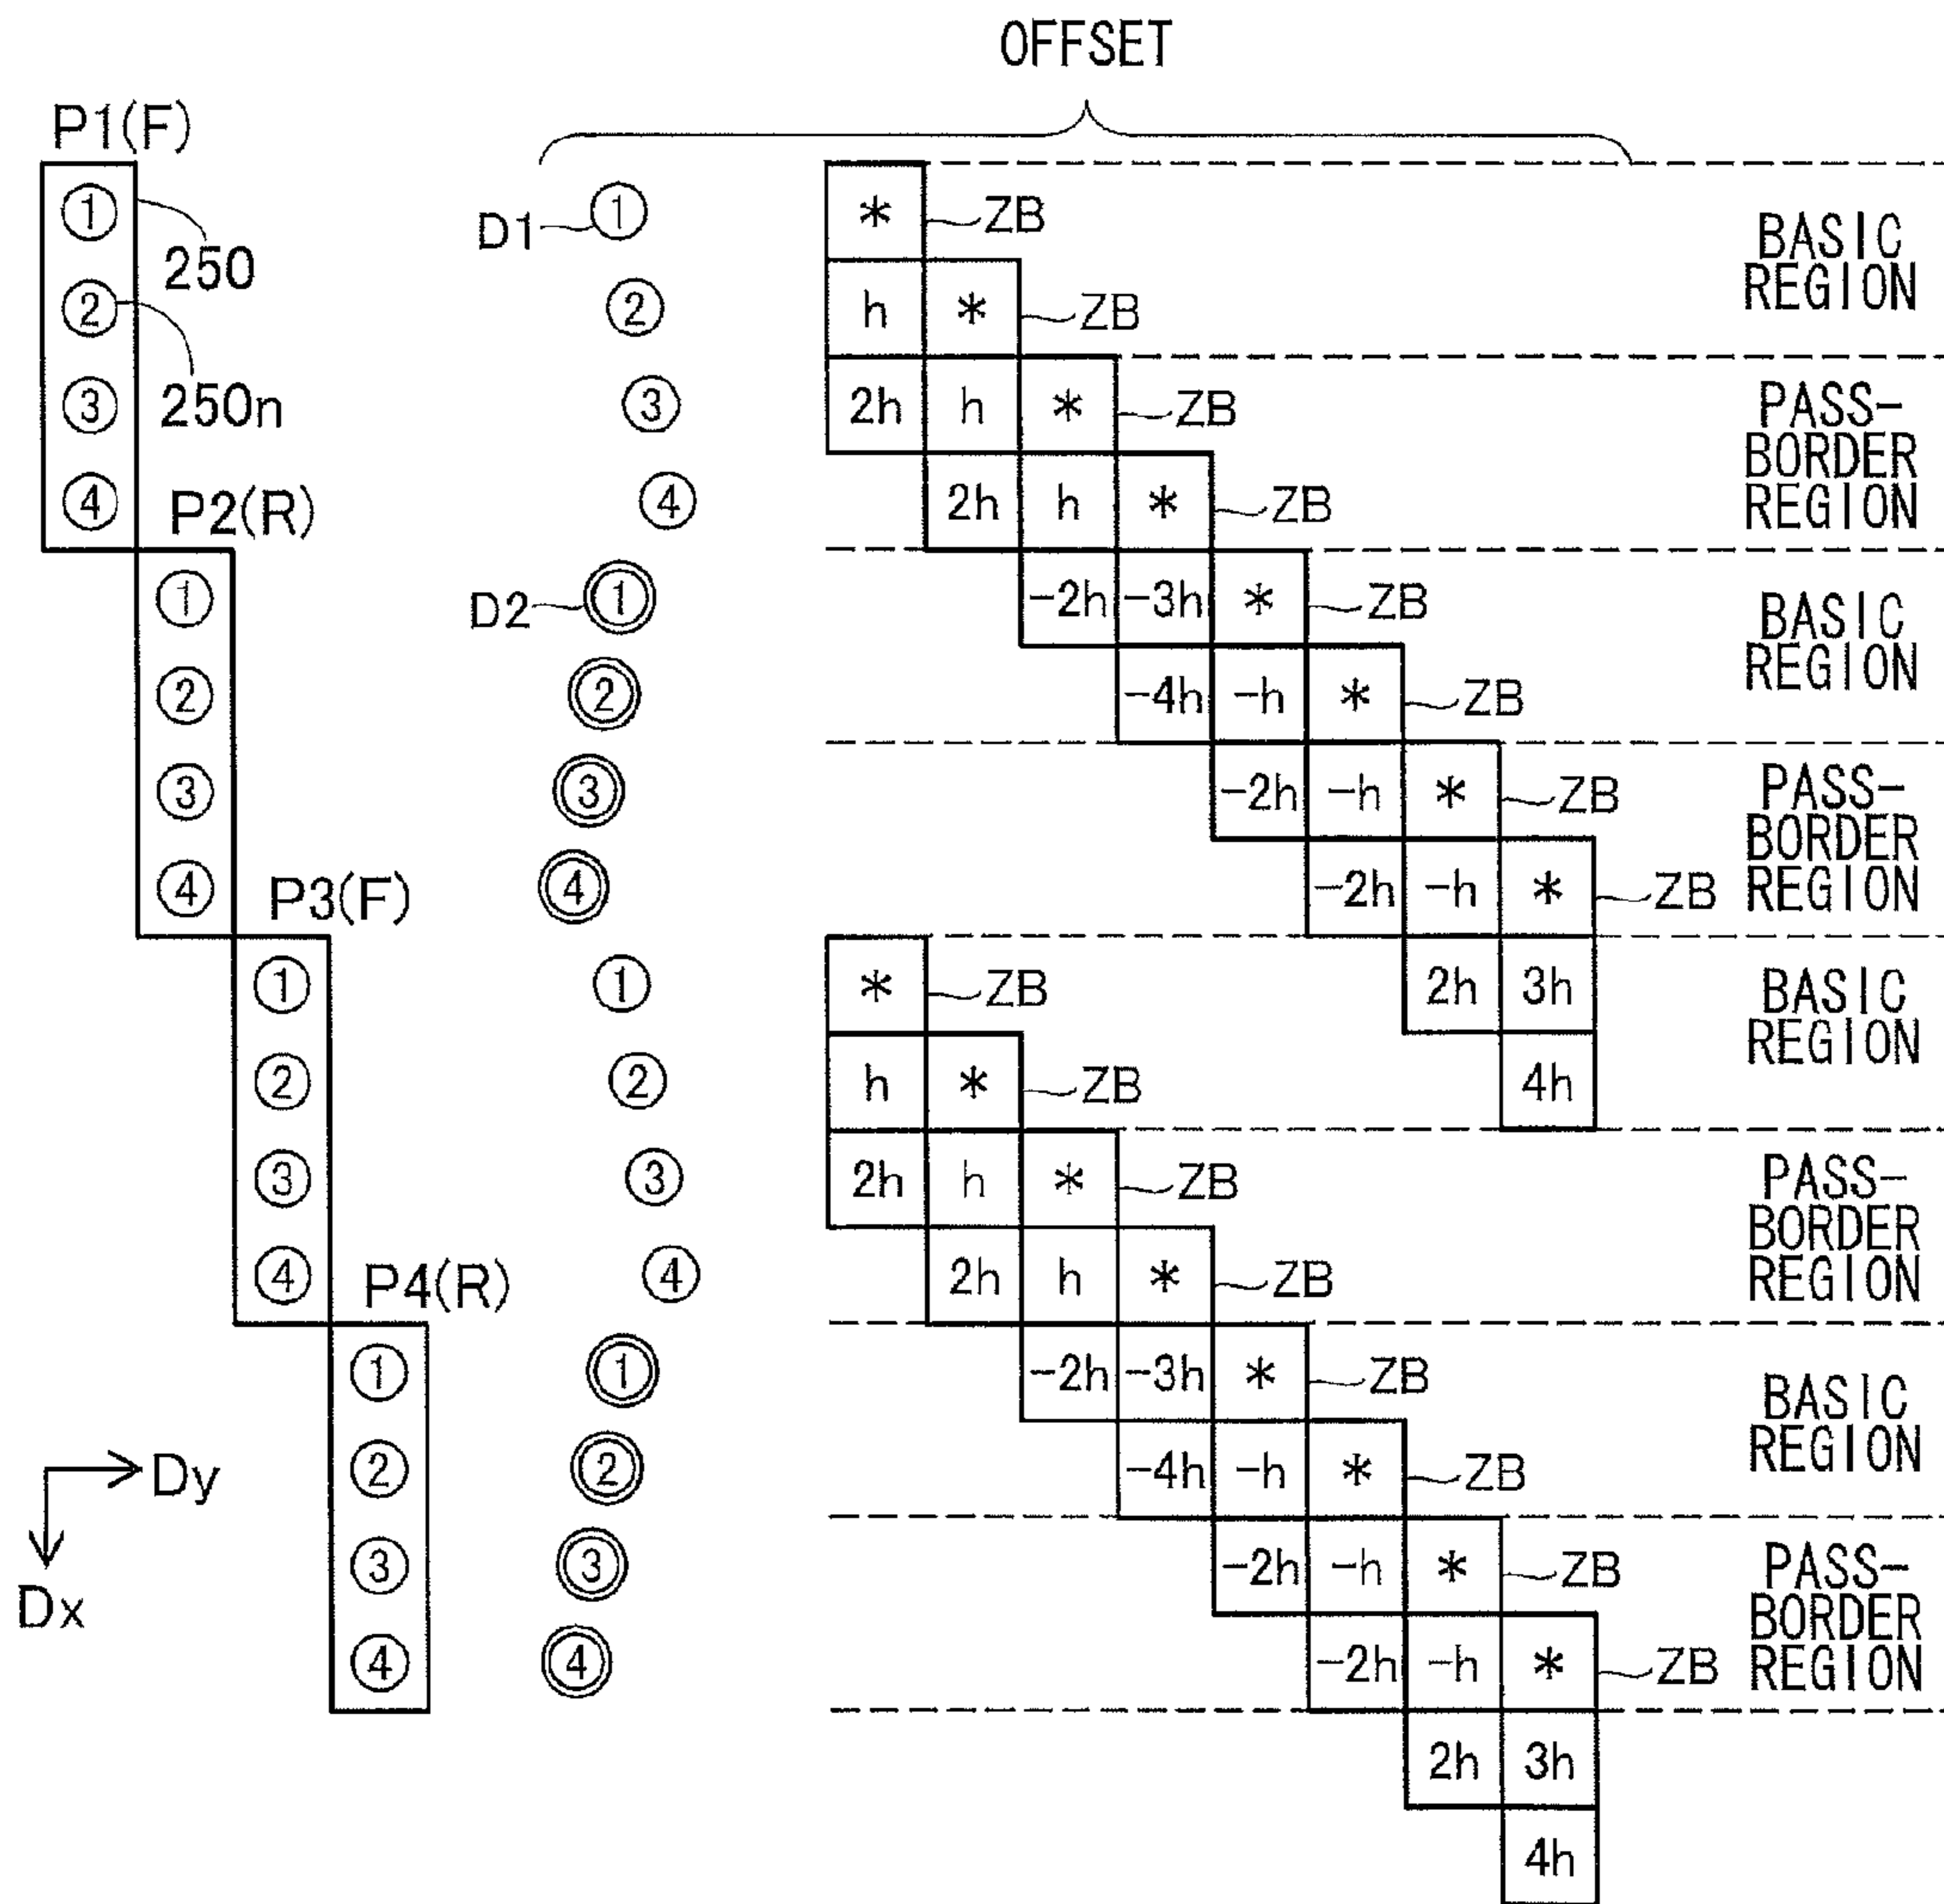 OFFSET
P1(F)
① D1 ① * ZB BASIC
250 REGION
② ② h * ZB
250n
③ ③ 2h h * ZB PASS-
BORDER
④ P2(R) ④ 2h h * ZB REGION
① D2 ① -2h -3h * ZB BASIC
REGION
② ② -4h -h * ZB
③ ③ -2h -h * ZB PASS-
BORDER
④ P3(F) ④ -2h -h * ZB REGION
① ① * ZB 2h 3h BASIC
REGION
② ② h * ZB 4h
③ ③ 2h h * ZB PASS-
BORDER
④ P4(R) ④ 2h h * ZB REGION
① ① -2h -3h * ZB BASIC
REGION
Dy ② ② -4h -h * ZB
Dx ③ ③ -2h -h * ZB PASS-
BORDER
④ ④ -2h -h * ZB REGION
2h 3h
4h